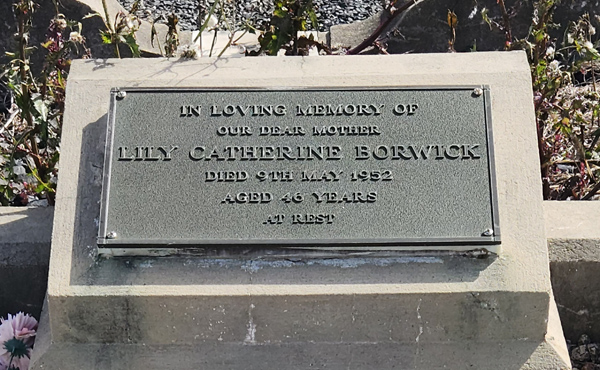 IN LOVING MEMORY OF
OUR DEAR MOTHER
LILY CATHERINE BORWICK
DIED 9TH MAY 1952
AGED 46 YEARS
AT REST